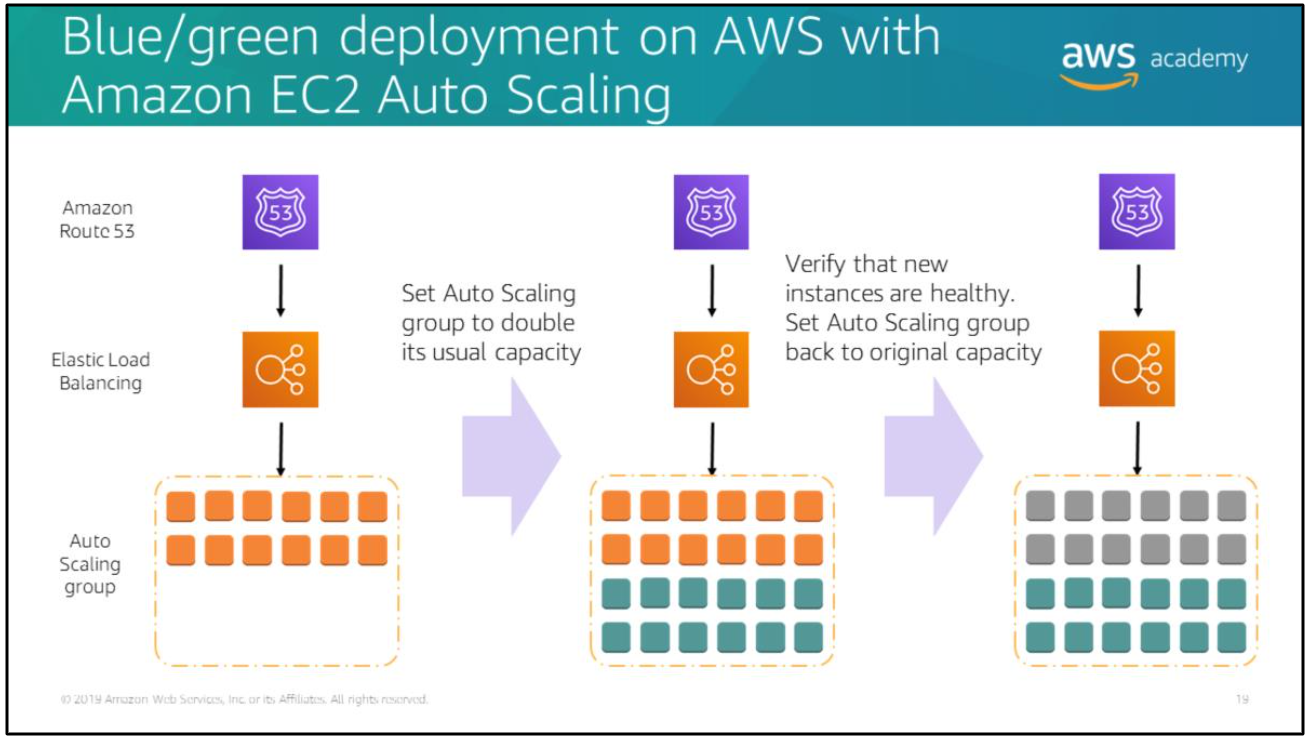 Blue/green deployment on AWS with
Amazon EC2 Auto Scaling
aws academy
Amazon
Route 53
53
53
53
Set Auto Scaling
group to double
its usual capacity
Verify that new
instances are healthy.
Set Auto Scaling group
back to original capacity
Elastic Load
Balancing
Auto
Scaling
group
© 2019 Amazon Web Services, Inc. or its Affiliates. All rights reserved.
19